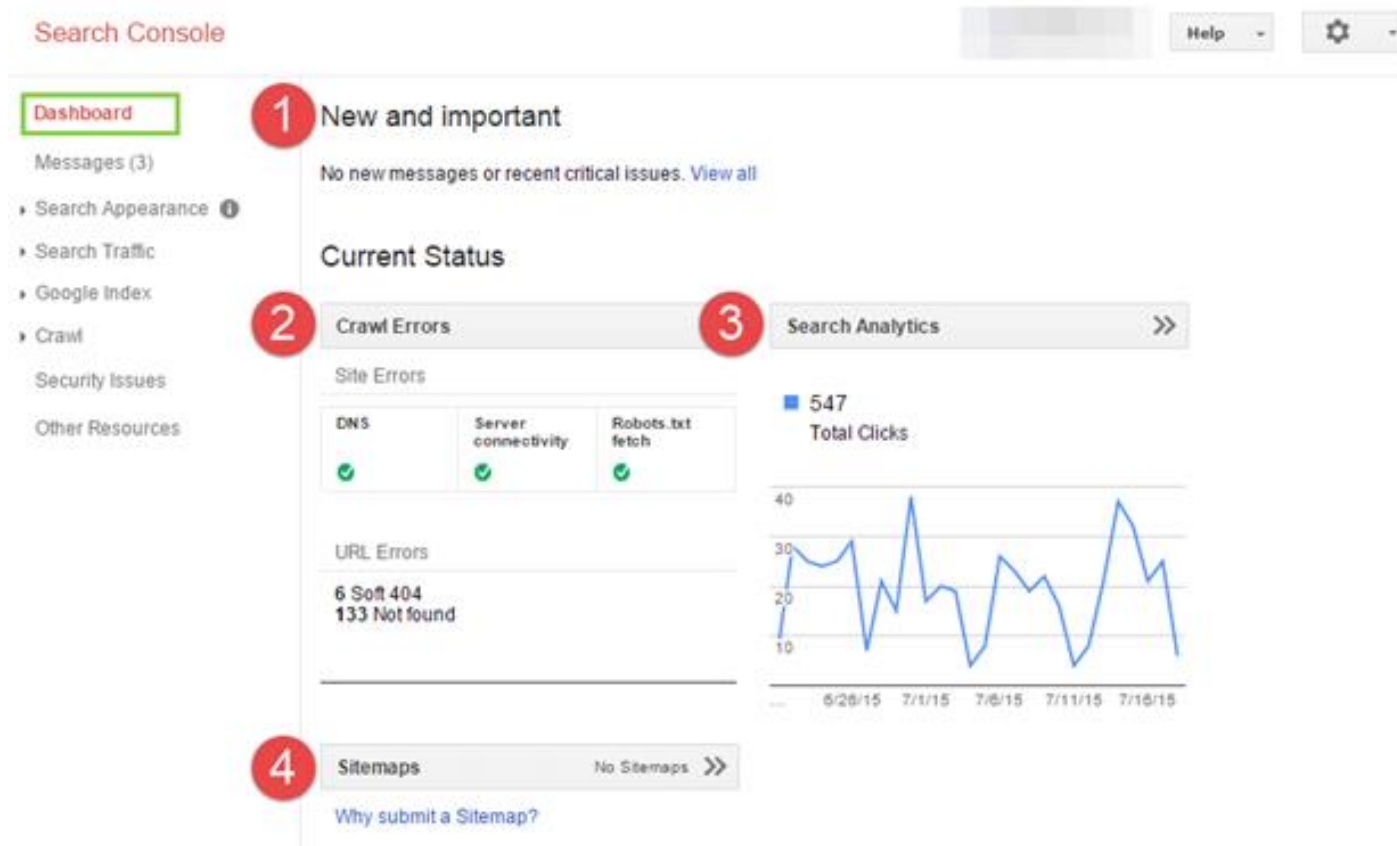 Search Console
Help
Dashboard
Messages (3)
Search Appearance
Search Traffic
Google Index
Crawl
Security Issues
Other Resources
1
New and important
No new messages or recent critical issues. View all
Current Status
2
Crawl Errors
Site Errors
DNS
Server
connectivity
Robots.txt
fetch
URL Errors
6 Soft 404
133 Not found
3
Search Analytics
547
Total Clicks
40
30
20
10
...
6/26/15 7/1/15 7/6/15 7/11/15 7/16/15
4
Sitemaps No Sitemaps
Why submit a Sitemap?